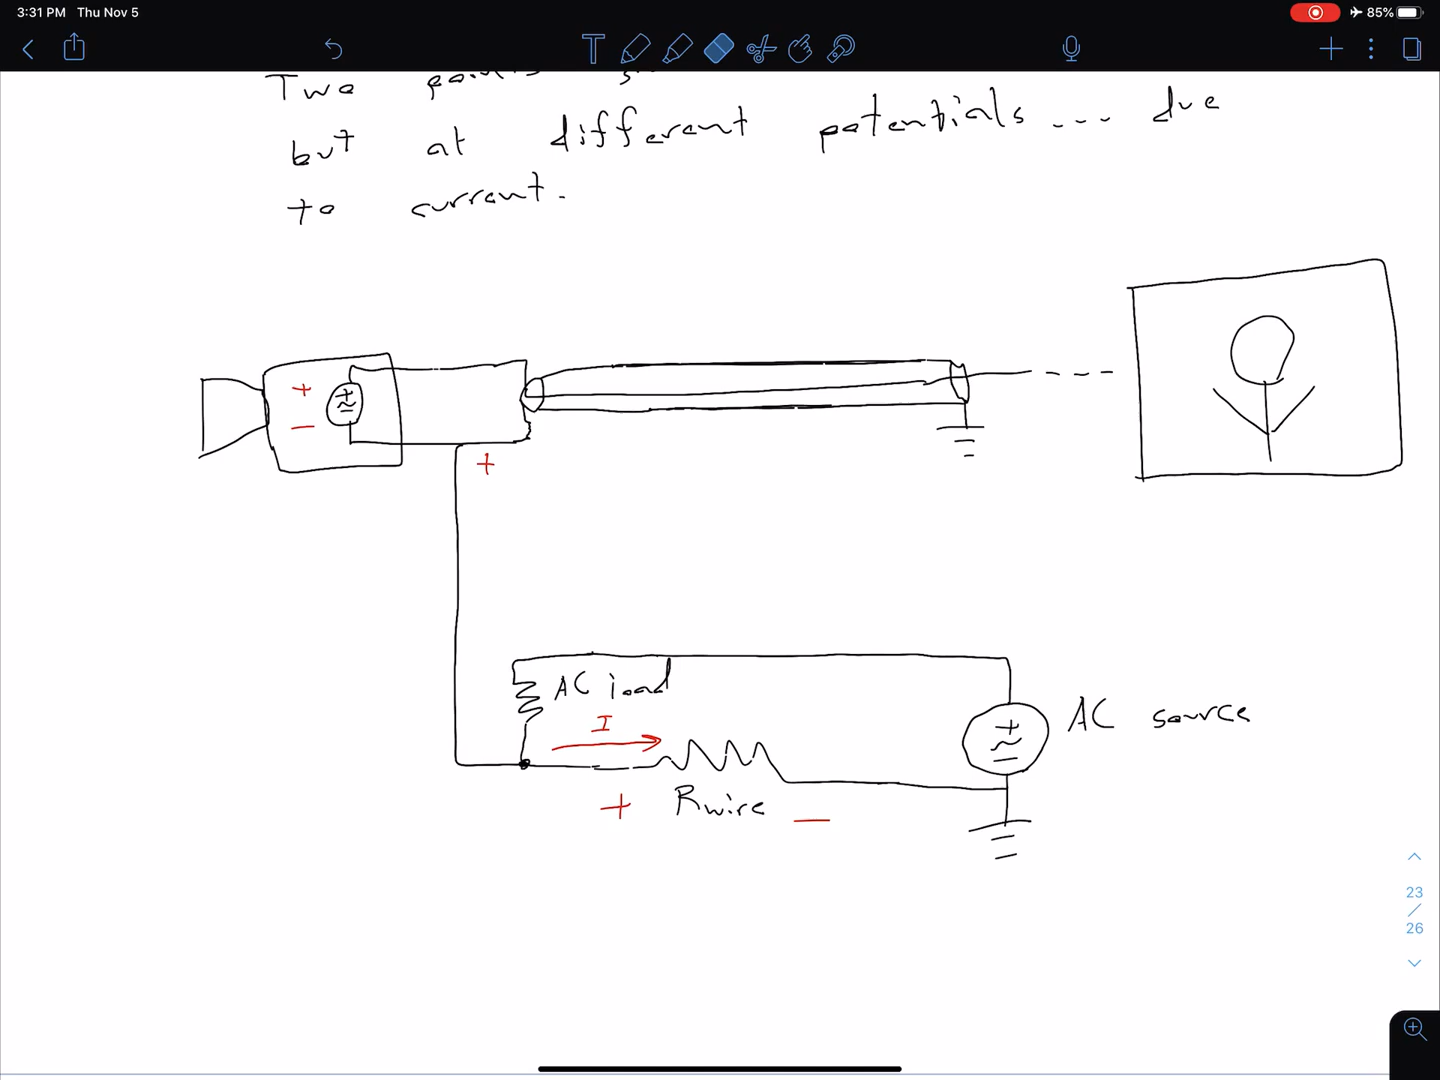 3:31 PM Thu Nov 5
85%
T
Two
but at different potentials... due
to current.
+
+
−
−
+
AC load
I
+
−
AC source
+ Rwire −
23
/
26